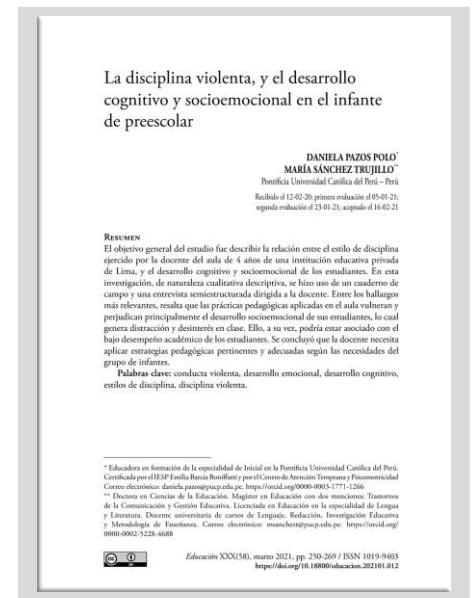 La disciplina violenta, y el desarrollo
cognitivo y socioemocional en el infante
de preescolar
DANIELA PAZOS POLO*
MARÍA SÁNCHEZ TRUJILLO**
Pontificia Universidad Católica del Perú – Perú
Recibido el 12-02-20; primera evaluación el 05-01-21;
segunda evaluación el 23-01-21; aceptado el 16-02-21
Resumen
El objetivo general del estudio fue describir la relación entre el estilo de disciplina
ejercido por la docente del aula de 4 años de una institución educativa privada
de Lima, y el desarrollo cognitivo y socioemocional de los estudiantes. En esta
investigación, de naturaleza cualitativa descriptiva, se hizo uso de un cuaderno de
campo y una entrevista semiestructurada dirigida a la docente. Entre los hallazgos
más relevantes, resalta que las prácticas pedagógicas aplicadas en el aula vulneran y
perjudican principalmente el desarrollo socioemocional de sus estudiantes, lo cual
genera distracción y desinterés en clase. Ello, a su vez, podría estar asociado con el
bajo desempeño académico de los estudiantes. Se concluyó que la docente necesita
aplicar estrategias pedagógicas pertinentes y adecuadas según las necesidades del
grupo de infantes.
Palabras clave: conducta violenta, desarrollo emocional, desarrollo cognitivo,
estilos de disciplina, disciplina violenta.
* Educadora en formación de la especialidad de Inicial en la Pontificia Universidad Católica del Perú.
Certificada por el IESP Emilia Barcia Boniffatti y por el Centro de Atención Temprana y Psicomotricidad
Correo electrónico: daniela.pazos@pucp.edu.pe. https://orcid.org/0000-0003-1771-1266
** Doctora en Ciencias de la Educación. Magíster en Educación con dos menciones: Trastornos
de la Comunicación y Gestión Educativa. Licenciada en Educación en la especialidad de Lengua
y Literatura. Docente universitaria de cursos de Lenguaje, Redacción, Investigación Educativa
y Metodología de Enseñanza. Correo electrónico: msanchezt@pucp.edu.pe. https://orcid.org/
0000-0002-5228-4688
Educación XXX(58), marzo 2021, pp. 250-269 / ISSN 1019-9403
https://doi.org/10.18800/educacion.202101.012